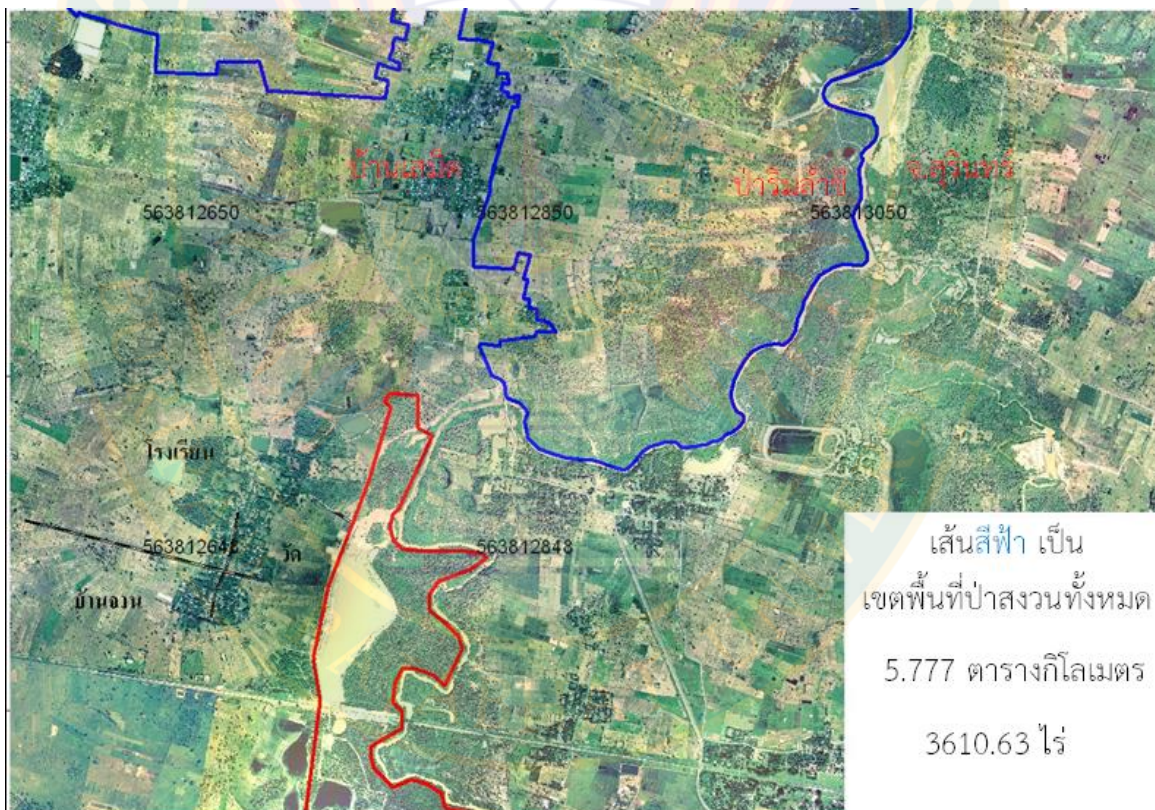 บ้านเสม็ด
ป่าริมลำชี
จ.สุรินทร์
563812650
563812850
563813050
โรงเรียน
563812648
วัด
563812848
บ้านจวน
เส้นสีฟ้า เป็น
เขตพื้นที่ป่าสงวนทั้งหมด
5.777 ตารางกิโลเมตร
3610.63 ไร่